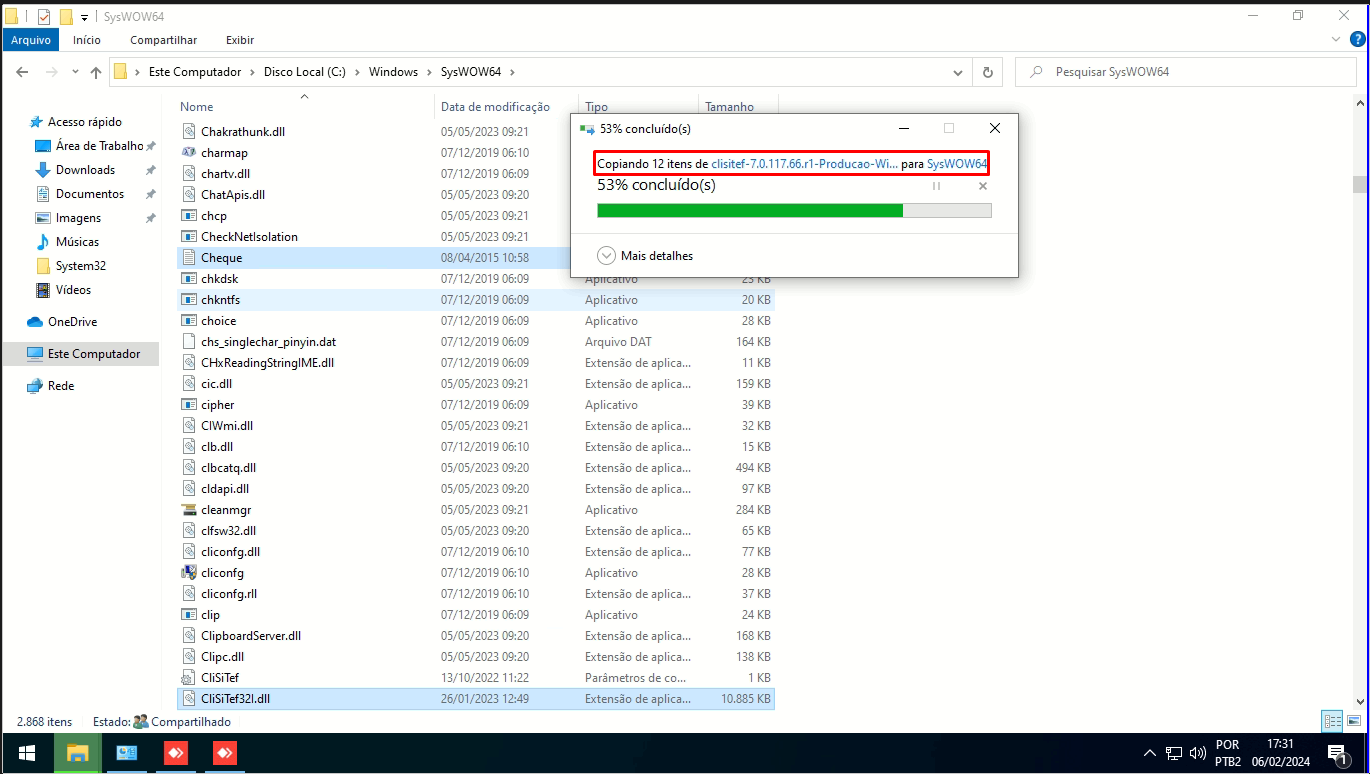 SysWOW64
Arquivo Início Compartilhar Exibir
Este Computador Disco Local (C:) Windows SysWOW64
Pesquisar SysWOW64
Acesso rápido
Área de Trabalho
Downloads
Documentos
Imagens
Músicas
System32
Vídeos
OneDrive
Este Computador
Rede
Nome Data de modificação Tipo Tamanho
Chakrathunk.dll 05/05/2023 09:21
charmap 07/12/2019 06:10
chartv.dll 07/12/2019 06:09
ChatApis.dll 05/05/2023 09:20
chcp 05/05/2023 09:21
CheckNetIsolation 05/05/2023 09:21
Cheque 08/04/2015 10:58
chkdsk 07/12/2019 06:09 Aplicativo 23 KB
chkntfs 07/12/2019 06:09 Aplicativo 20 KB
choice 07/12/2019 06:09 Aplicativo 28 KB
chs_singlechar_pinyin.dat 07/12/2019 06:09 Arquivo DAT 164 KB
CHxReadingStringIME.dll 07/12/2019 06:09 Extensão de aplica... 11 KB
cic.dll 05/05/2023 09:21 Extensão de aplica... 159 KB
cipher 07/12/2019 06:09 Aplicativo 39 KB
CIWmi.dll 05/05/2023 09:21 Extensão de aplica... 32 KB
clb.dll 07/12/2019 06:10 Extensão de aplica... 15 KB
clbcatq.dll 05/05/2023 09:20 Extensão de aplica... 494 KB
cldapi.dll 05/05/2023 09:20 Extensão de aplica... 97 KB
cleanmgr 05/05/2023 09:21 Aplicativo 284 KB
clfsw32.dll 05/05/2023 09:20 Extensão de aplica... 65 KB
cliconfg.dll 07/12/2019 06:10 Extensão de aplica... 77 KB
cliconfg 07/12/2019 06:10 Aplicativo 28 KB
cliconfg.rll 07/12/2019 06:10 Extensão de aplica... 37 KB
clip 07/12/2019 06:09 Aplicativo 24 KB
ClipboardServer.dll 05/05/2023 09:20 Extensão de aplica... 168 KB
Clipc.dll 05/05/2023 09:20 Extensão de aplica... 138 KB
CliSiTef 13/10/2022 11:22 Parâmetros de co... 1 KB
CliSiTef32I.dll 26/01/2023 12:49 Extensão de aplica... 10.885 KB
53% concluído(s)
Copiando 12 itens de clisitef-7.0.117.66.r1-Producao-Wi... para SysWOW64
53% concluído(s)
Mais detalhes
2.868 itens Estado: Compartilhado
POR
PTB2
17:31
06/02/2024
1